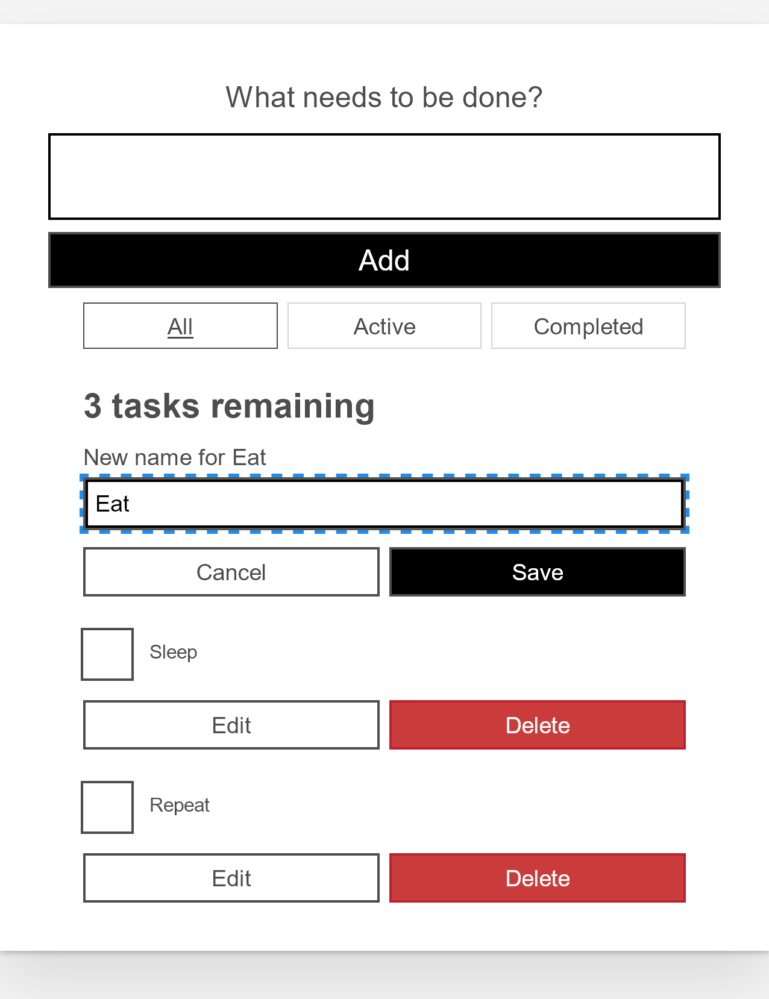 What needs to be done?
Add
All Active Completed
3 tasks remaining
New name for Eat
Eat
Cancel Save
Sleep
Edit Delete
Repeat
Edit Delete